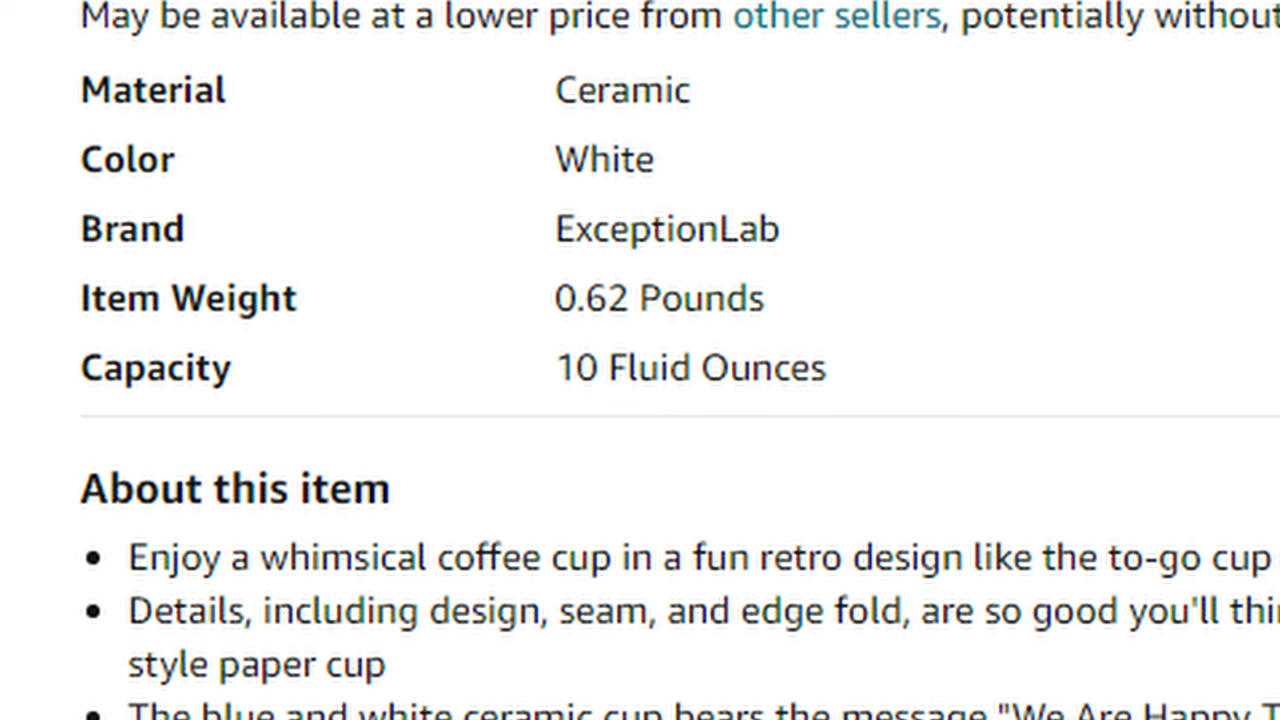 May be available at a lower price from other sellers, potentially without
Material Ceramic
Color White
Brand ExceptionLab
Item Weight 0.62 Pounds
Capacity 10 Fluid Ounces
About this item
• Enjoy a whimsical coffee cup in a fun retro design like the to-go cup
• Details, including design, seam, and edge fold, are so good you'll
style paper cup
• The blue and white ceramic cup bears the message "We Are Happy